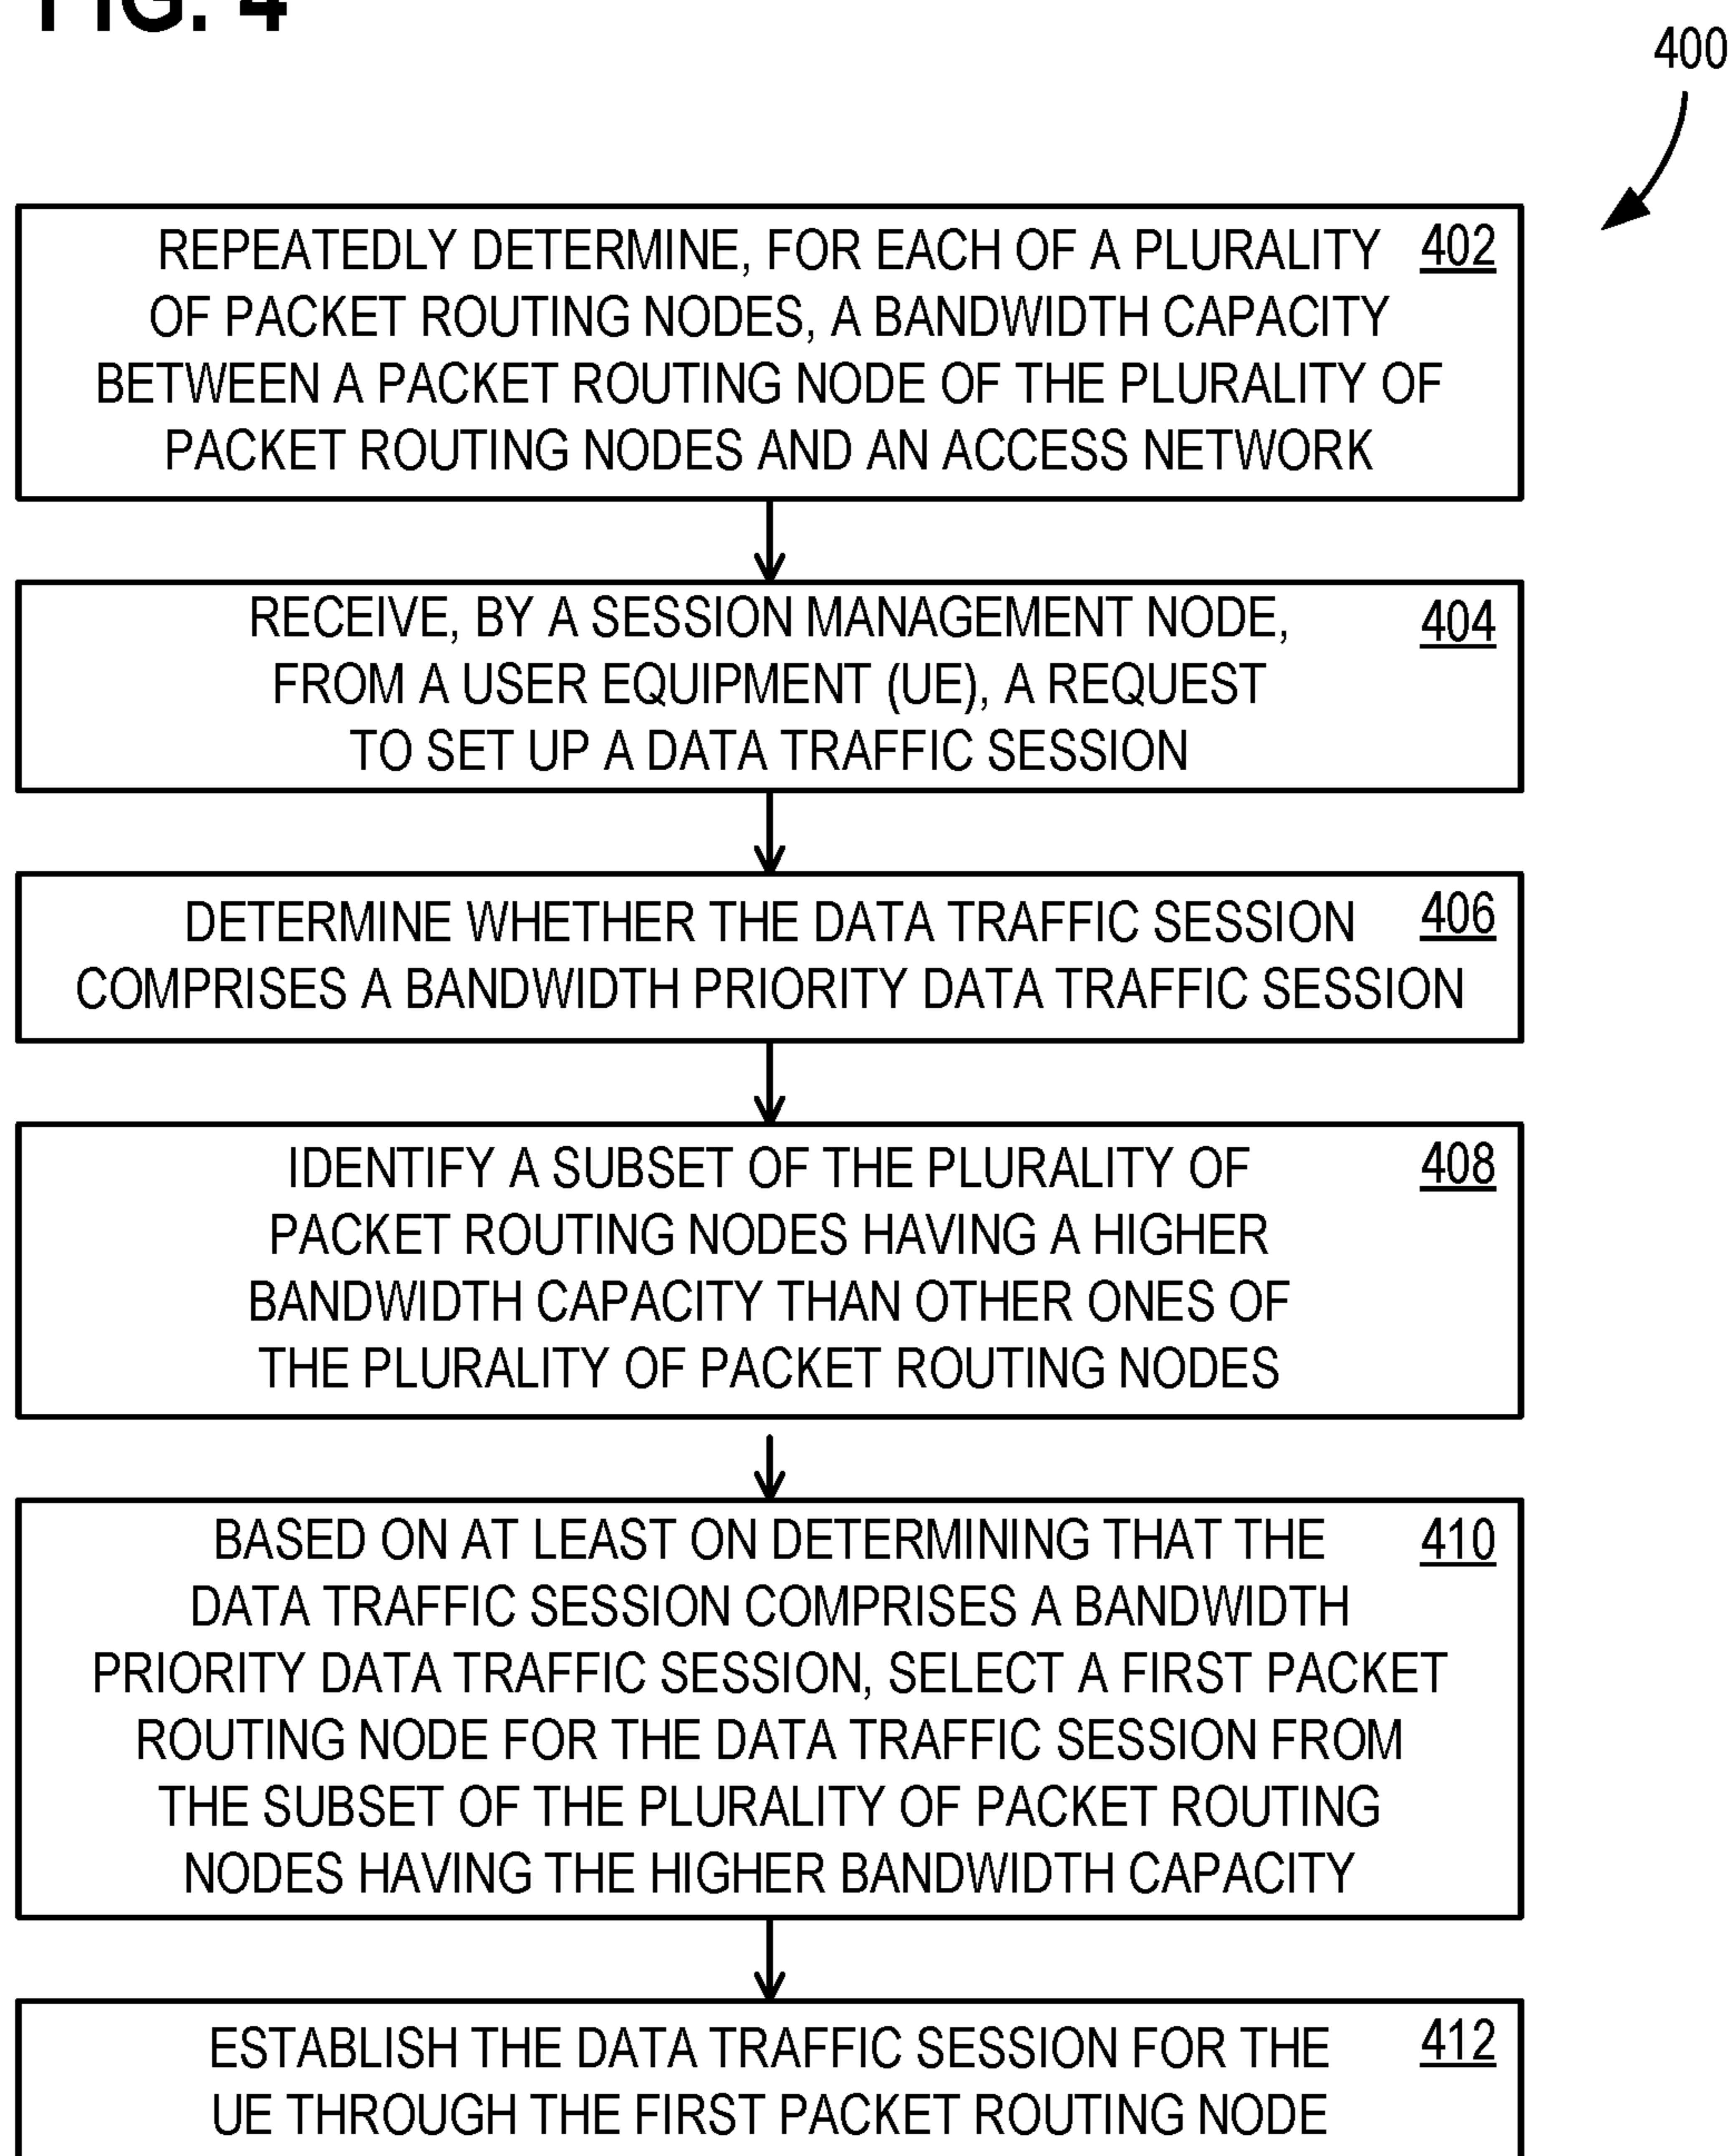 FIG. 4
400
REPEATEDLY DETERMINE, FOR EACH OF A PLURALITY 402
OF PACKET ROUTING NODES, A BANDWIDTH CAPACITY
BETWEEN A PACKET ROUTING NODE OF THE PLURALITY OF
PACKET ROUTING NODES AND AN ACCESS NETWORK
RECEIVE, BY A SESSION MANAGEMENT NODE, 404
FROM A USER EQUIPMENT (UE), A REQUEST
TO SET UP A DATA TRAFFIC SESSION
DETERMINE WHETHER THE DATA TRAFFIC SESSION 406
COMPRISES A BANDWIDTH PRIORITY DATA TRAFFIC SESSION
IDENTIFY A SUBSET OF THE PLURALITY OF 408
PACKET ROUTING NODES HAVING A HIGHER
BANDWIDTH CAPACITY THAN OTHER ONES OF
THE PLURALITY OF PACKET ROUTING NODES
BASED ON AT LEAST ON DETERMINING THAT THE 410
DATA TRAFFIC SESSION COMPRISES A BANDWIDTH
PRIORITY DATA TRAFFIC SESSION, SELECT A FIRST PACKET
ROUTING NODE FOR THE DATA TRAFFIC SESSION FROM
THE SUBSET OF THE PLURALITY OF PACKET ROUTING
NODES HAVING THE HIGHER BANDWIDTH CAPACITY
ESTABLISH THE DATA TRAFFIC SESSION FOR THE 412
UE THROUGH THE FIRST PACKET ROUTING NODE